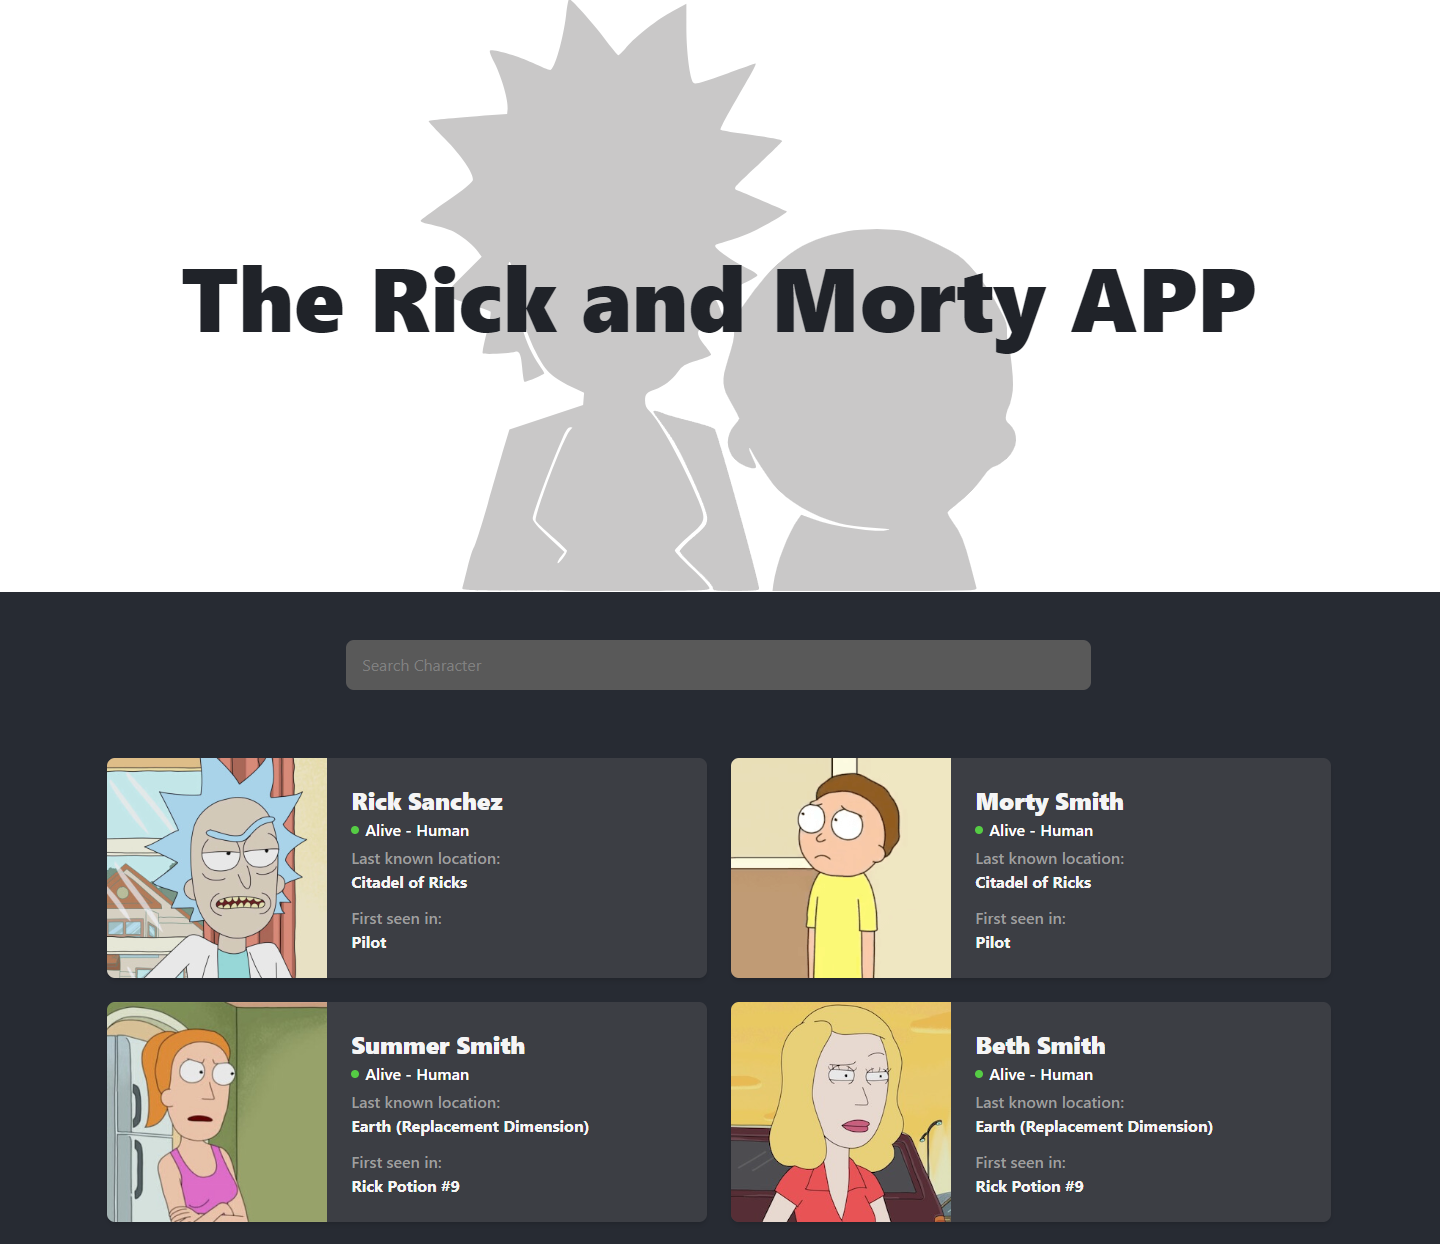 The Rick and Morty APP
Search Character
Rick Sanchez
Alive - Human
Last known location:
Citadel of Ricks
First seen in:
Pilot
Morty Smith
Alive - Human
Last known location:
Citadel of Ricks
First seen in:
Pilot
Summer Smith
Alive - Human
Last known location:
Earth (Replacement Dimension)
First seen in:
Rick Potion #9
Beth Smith
Alive - Human
Last known location:
Earth (Replacement Dimension)
First seen in:
Rick Potion #9